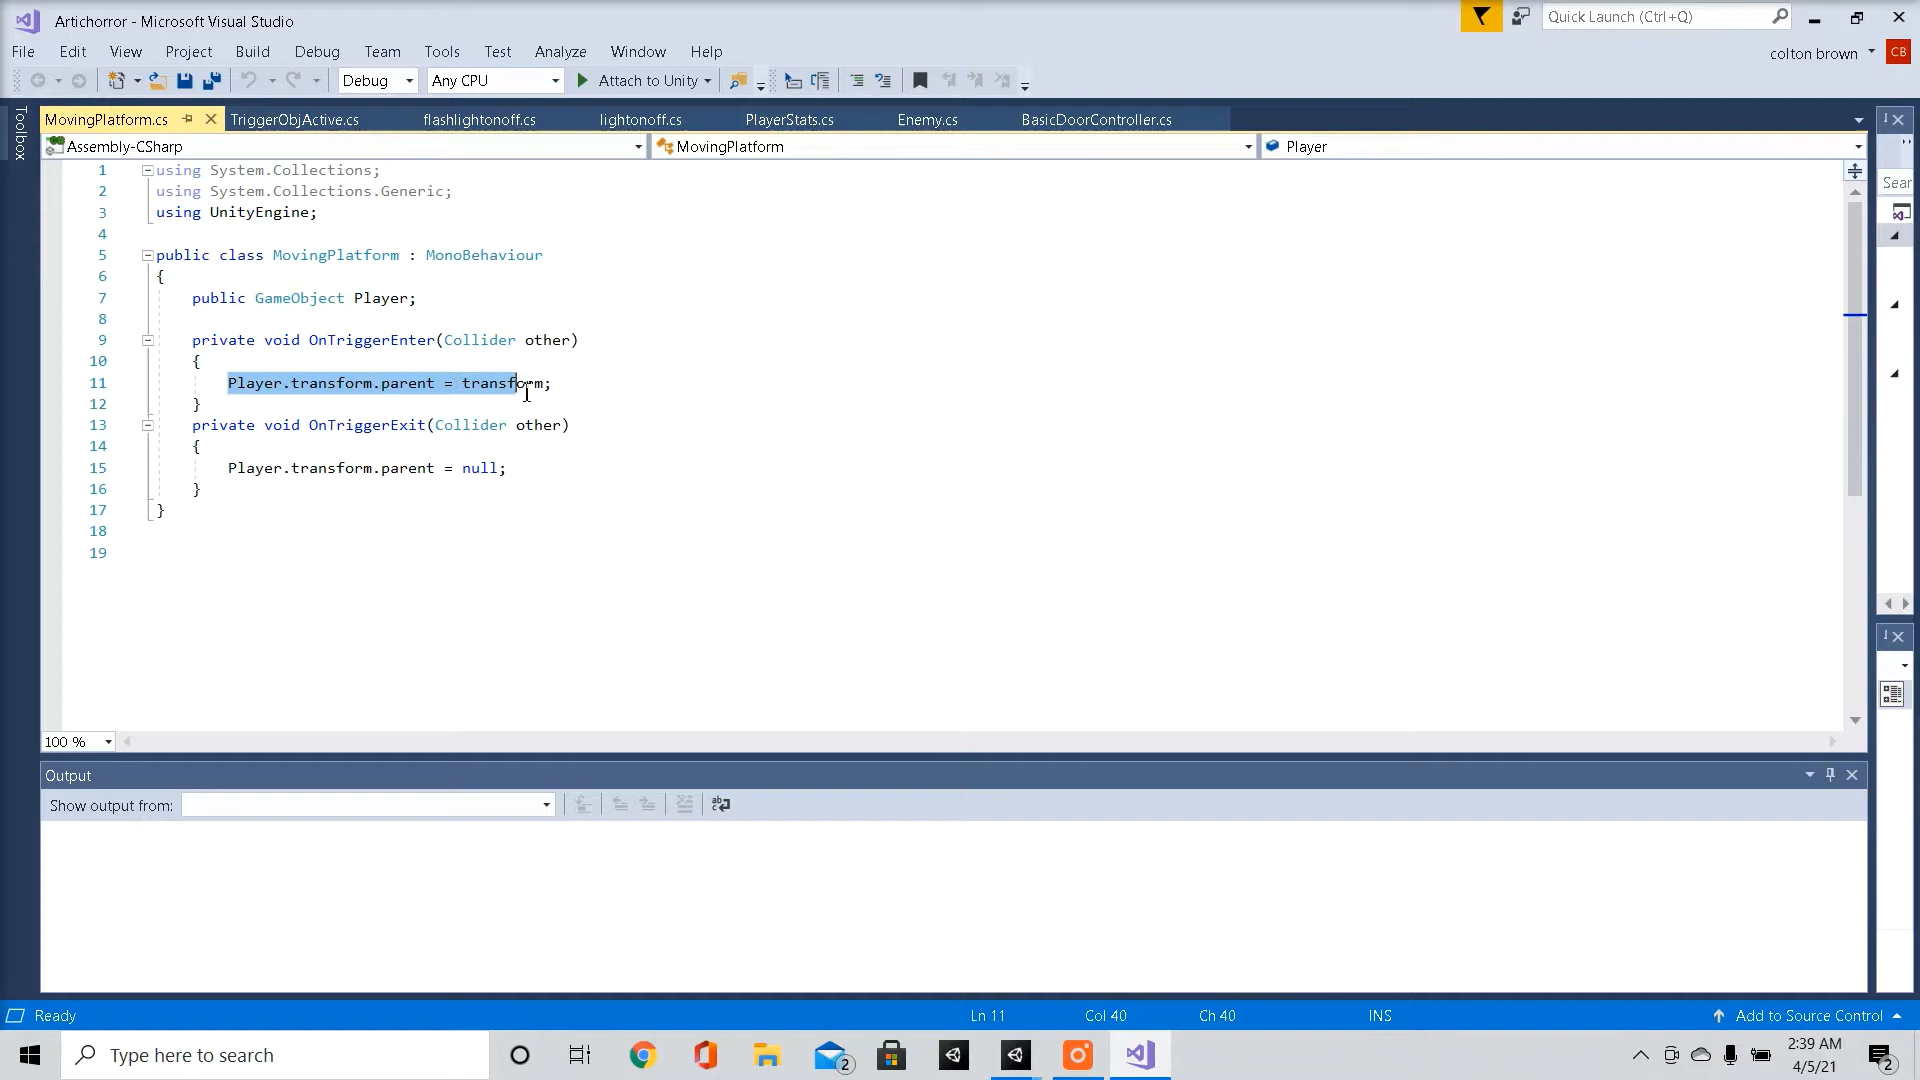 Artichorror - Microsoft Visual Studio
Quick Launch (Ctrl+Q)
File Edit View Project Build Debug Team Tools Test Analyze Window Help
colton brown CB
Debug Any CPU Attach to Unity
Toolbox
MovingPlatform.cs TriggerObjActive.cs flashlightonoff.cs lightonoff.cs PlayerStats.cs Enemy.cs BasicDoorController.cs
Assembly-CSharp MovingPlatform Player
Sear
1 using System.Collections;
2 using System.Collections.Generic;
3 using UnityEngine;
4
5 public class MovingPlatform : MonoBehaviour
6 {
7 public GameObject Player;
8
9 private void OnTriggerEnter(Collider other)
10 {
11 Player.transform.parent = transform;
12 }
13 private void OnTriggerExit(Collider other)
14 {
15 Player.transform.parent = null;
16 }
17 }
18
19
100 %
Output
Show output from:
Ready Ln 11 Col 40 Ch 40 INS Add to Source Control
Type here to search
2
2:39 AM
4/5/21
2